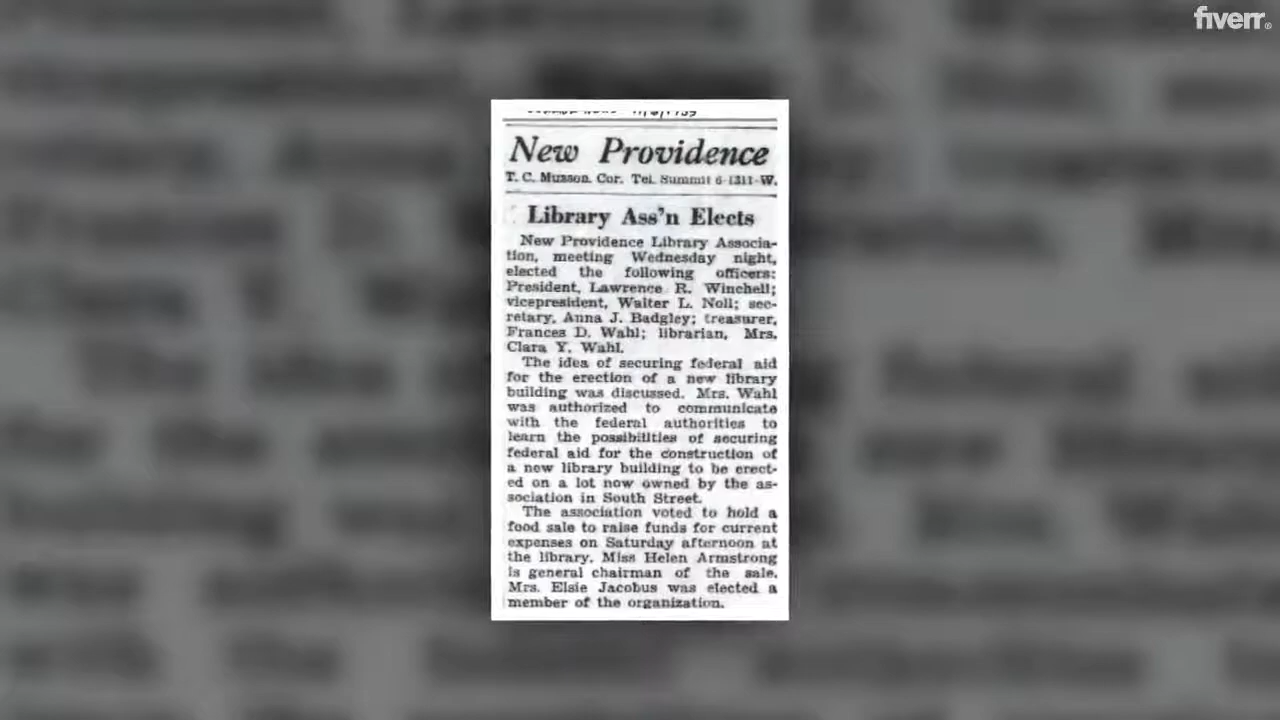 fiverr.
New Providence
T. C. Munson, Cor. Tel. Summit 6-1311-W.
Library Ass'n Elects
New Providence Library Associa-
tion, meeting Wednesday night,
elected the following officers:
President, Lawrence R. Winchell;
vicepresident, Walter L. Noll; sec-
retary, Anna J. Badgley; treasurer,
Frances D. Wahl; librarian, Mrs.
Clara Y. Wahl.
The idea of securing federal aid
for the erection of a new library
building was discussed. Mrs. Wahl
was authorized to communicate
with the federal authorities to
learn the possibilities of securing
federal aid for the construction of
a new library building to be erect-
ed on a lot now owned by the as-
sociation in South Street.
The association voted to hold a
food sale to raise funds for current
expenses on Saturday afternoon at
the library. Miss Helen Armstrong
is general chairman of the sale.
Mrs. Elsie Jacobus was elected a
member of the organization.